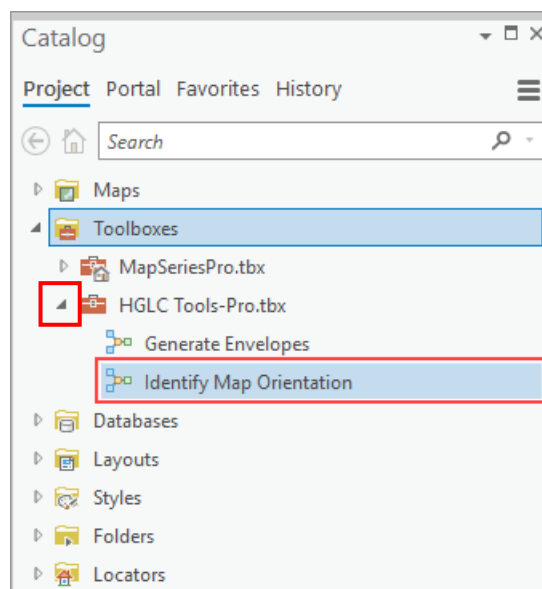 Catalog
Project Portal Favorites History
Search
Maps
Toolboxes
MapSeriesPro.tbx
HGLC Tools-Pro.tbx
Generate Envelopes
Identify Map Orientation
Databases
Layouts
Styles
Folders
Locators